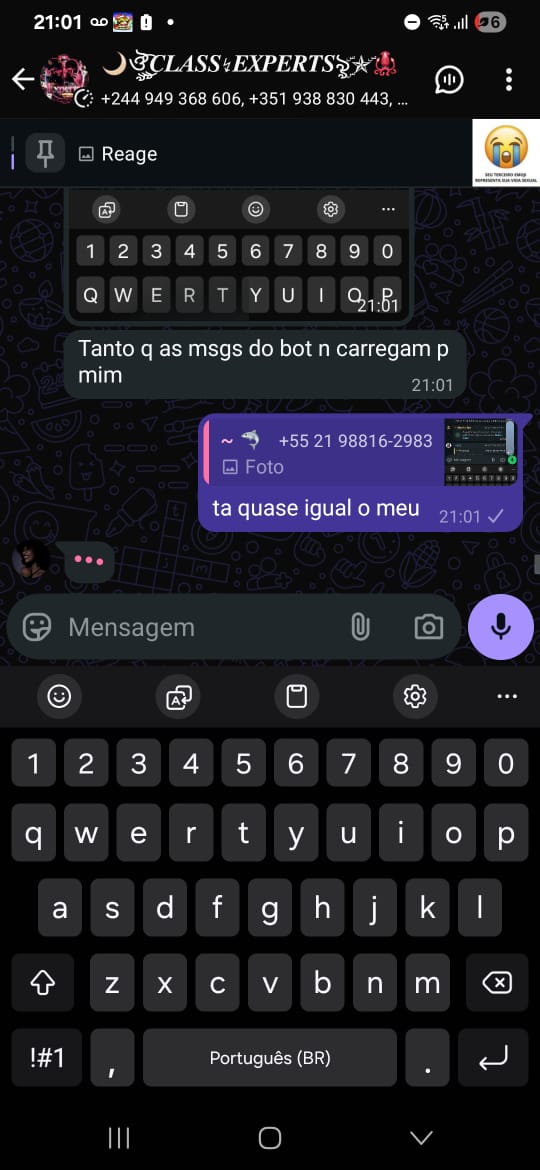 21:01
6
CLASS EXPERTS
+244 949 368 606, +351 938 830 443, ...
Reage
SEU TERCEIRO EMOJI
REPRESENTA SUA VIDA SEXUAL
1 2 3 4 5 6 7 8 9 0
Q W E R T Y U I O P
21:01
Tanto q as msgs do bot n carregam p
mim
21:01
~ +55 21 98816-2983
Foto
ta quase igual o meu
21:01
Mensagem
1 2 3 4 5 6 7 8 9 0
q w e r t y u i o p
a s d f g h j k l
z x c v b n m
!#1 , Português (BR) .